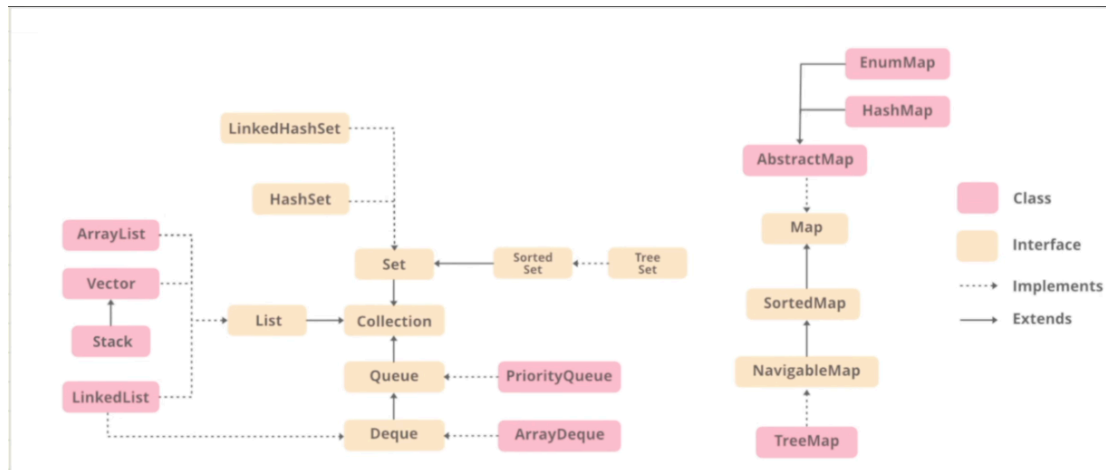 EnumMap
HashMap
LinkedHashSet
AbstractMap
HashSet
Class
ArrayList
Map
Interface
Set
Sorted
Set
Tree
Set
Vector
Implements
SortedMap
List
Collection
Extends
Stack
Queue
PriorityQueue
NavigableMap
LinkedList
Deque
ArrayDeque
TreeMap